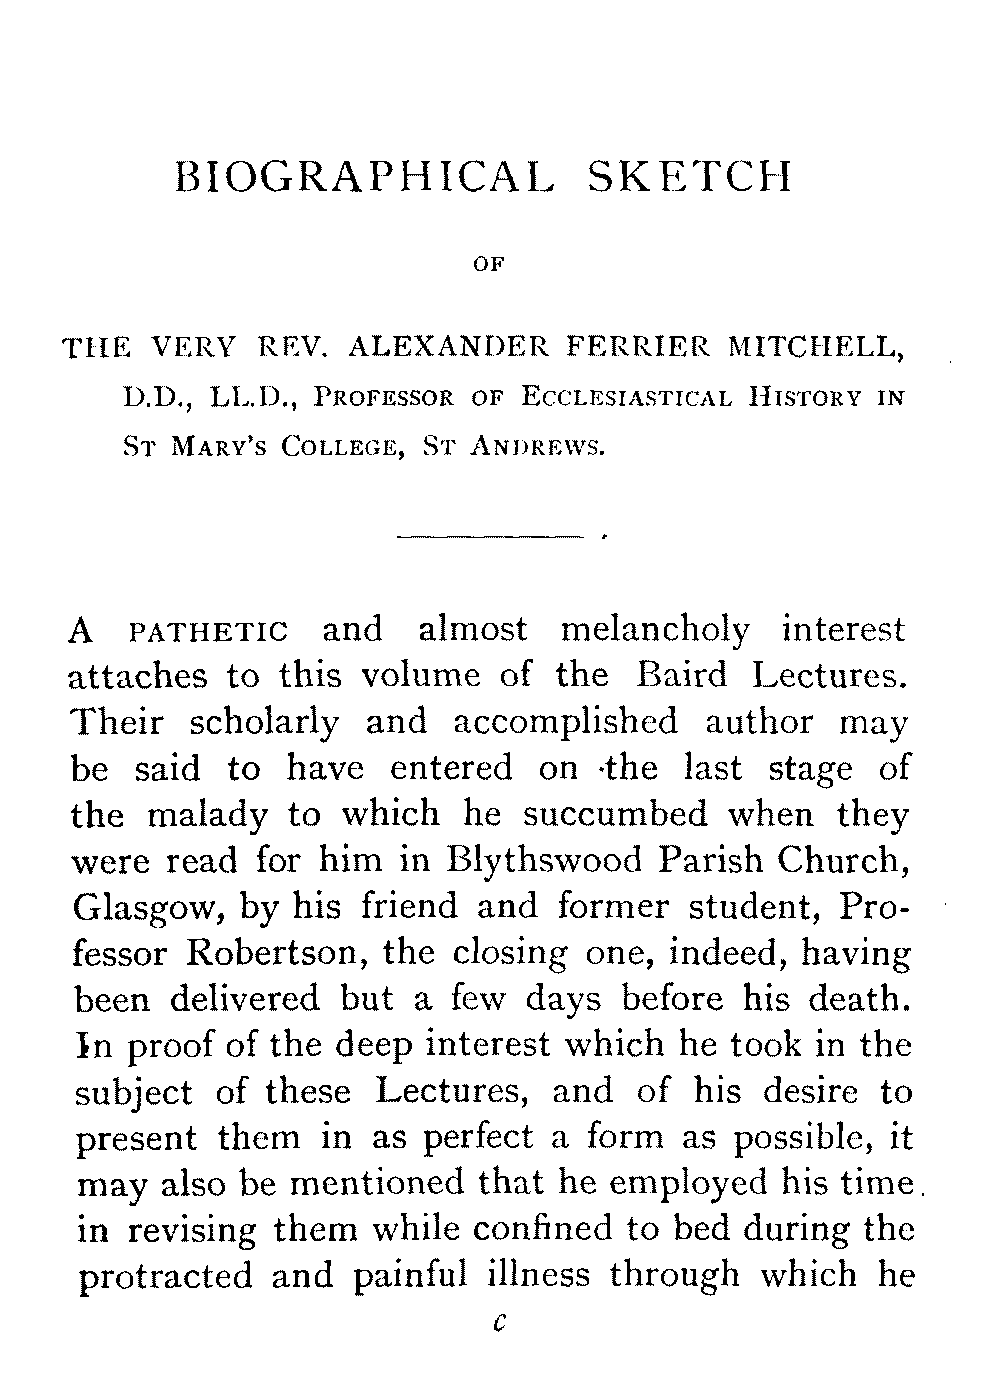 BIOGRAPHICAL SKETCH
OF
THE VERY REV. ALEXANDER FERRIER MITCHELL,
D.D., LL.D., PROFESSOR OF ECCLESIASTICAL HISTORY IN
ST MARY'S COLLEGE, ST ANDREWS.
A PATHETIC and almost melancholy interest
attaches to this volume of the Baird Lectures.
Their scholarly and accomplished author may
be said to have entered on the last stage of
the malady to which he succumbed when they
were read for him in Blythswood Parish Church,
Glasgow, by his friend and former student, Pro-
fessor Robertson, the closing one, indeed, having
been delivered but a few days before his death.
In proof of the deep interest which he took in the
subject of these Lectures, and of his desire to
present them in as perfect a form as possible, it
may also be mentioned that he employed his time
in revising them while confined to bed during the
protracted and painful illness through which he
c